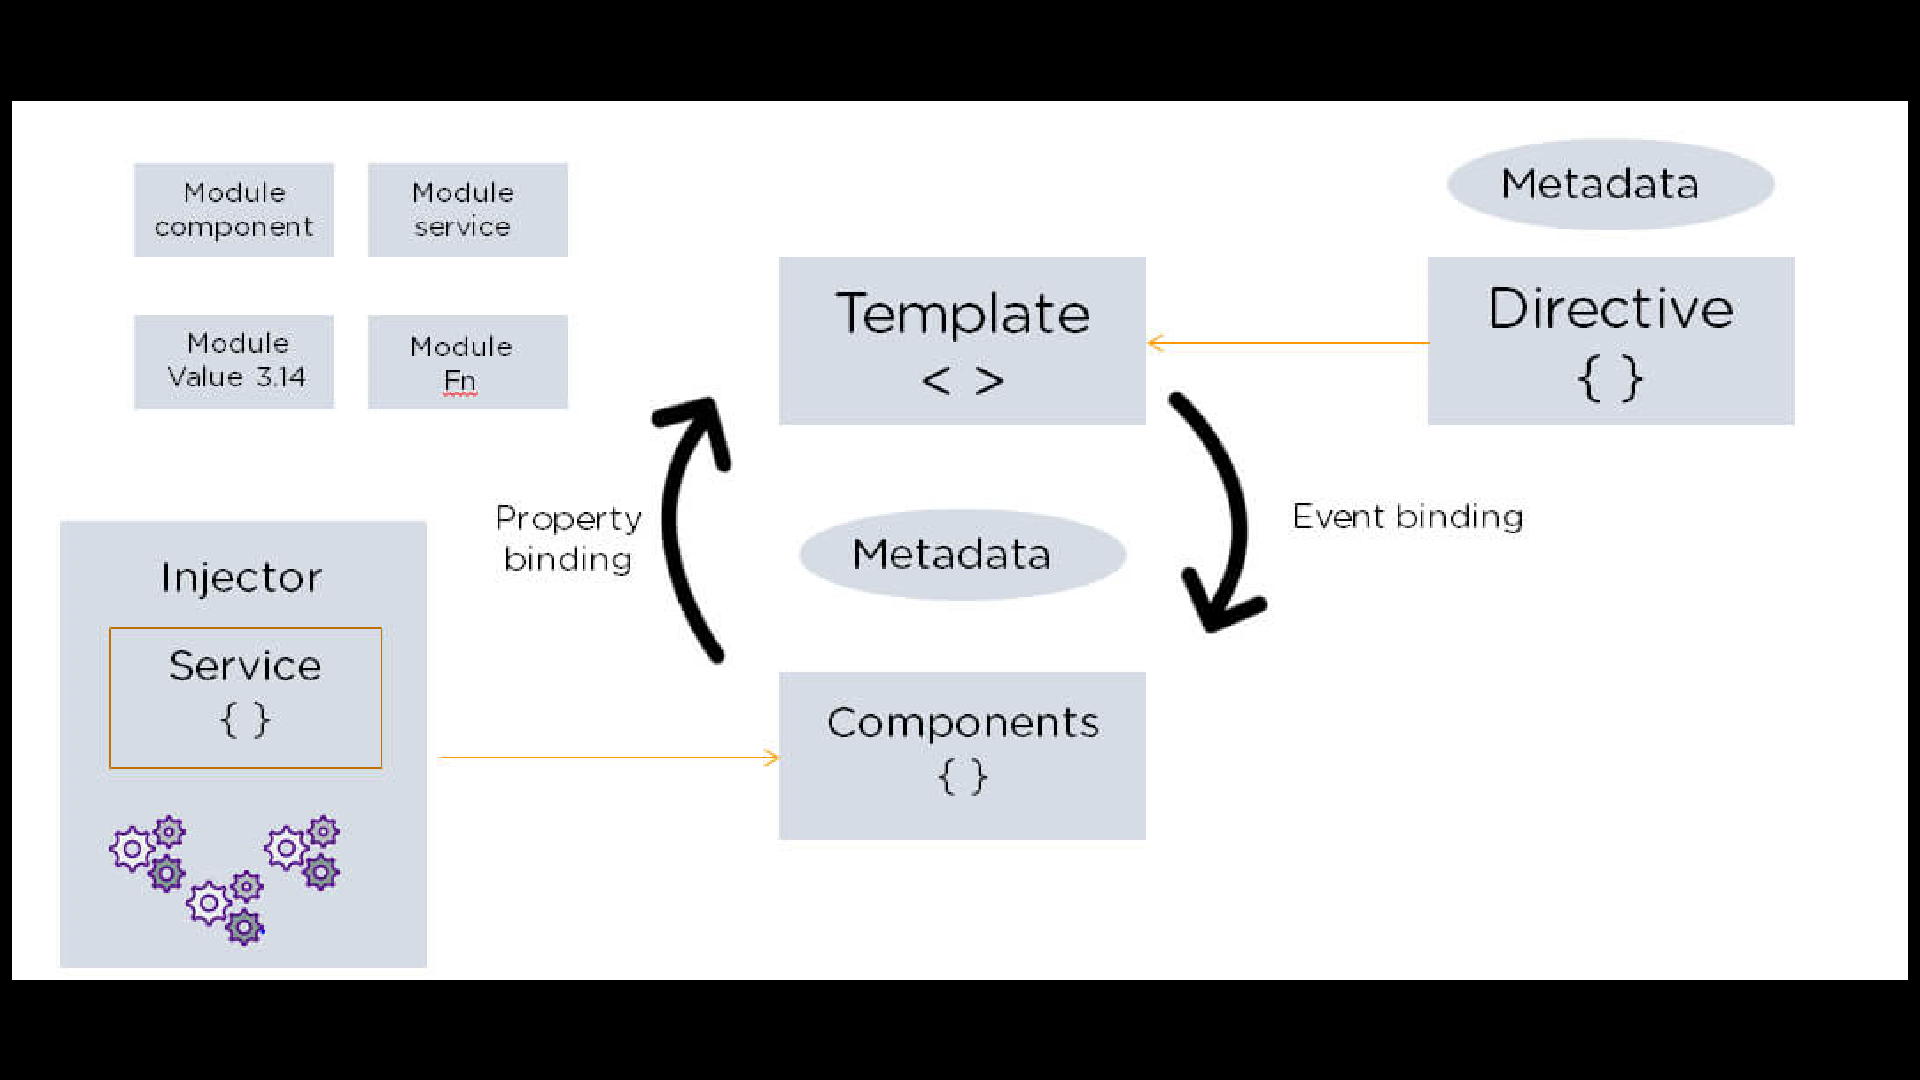 Module
component
Module
service
Module
Value 3.14
Module
Fn
Metadata
Template
< >
Directive
{ }
Property
binding
Metadata
Event binding
Injector
Service
{ }
Components
{ }